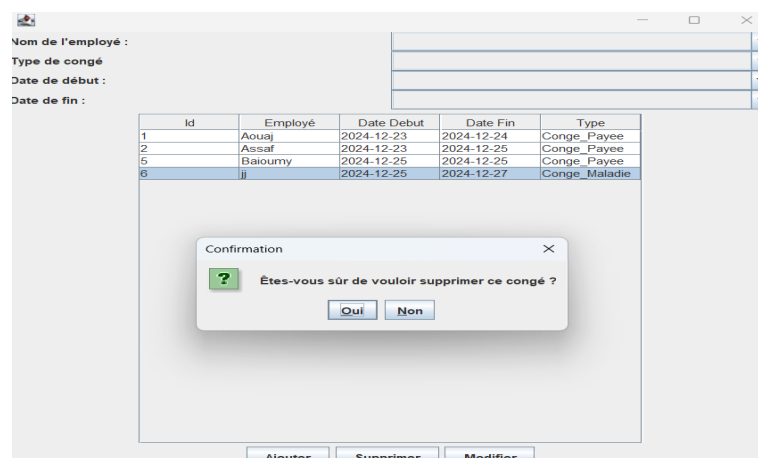 Nom de l'employé :
Type de congé
Date de début :
Date de fin :
Id Employé Date Debut Date Fin Type
1 Aouaj 2024-12-23 2024-12-24 Conge_Payee
2 Assaf 2024-12-23 2024-12-25 Conge_Payee
5 Baioumy 2024-12-25 2024-12-25 Conge_Payee
6 jj 2024-12-25 2024-12-27 Conge_Maladie
Confirmation
Êtes-vous sûr de vouloir supprimer ce congé ?
Oui Non
Ajouter Supprimer Modifier